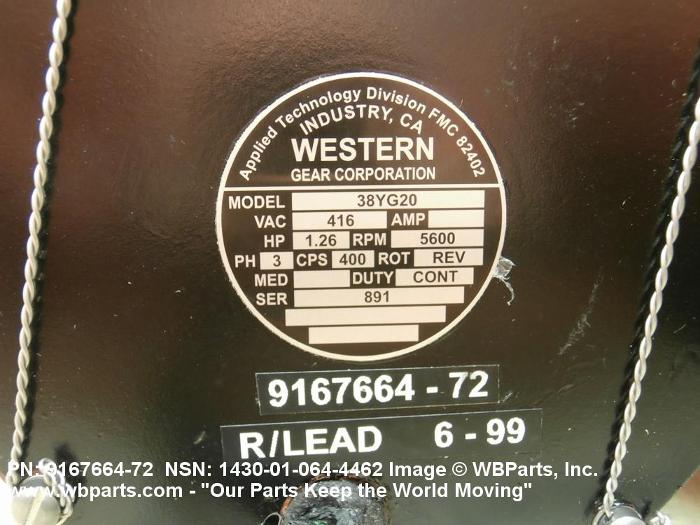 Applied Technology Division FMC 82402
INDUSTRY, CA
WESTERN
GEAR CORPORATION
MODEL 38YG20
VAC 416 AMP
HP 1.26 RPM 5600
PH 3 CPS 400 ROT REV
MED DUTY CONT
SER 891
9167664 - 72
R/LEAD 6 - 99
PN: 9167664-72 NSN: 1430-01-064-4462 Image © WBParts, Inc.
www.wbparts.com - "Our Parts Keep the World Moving"